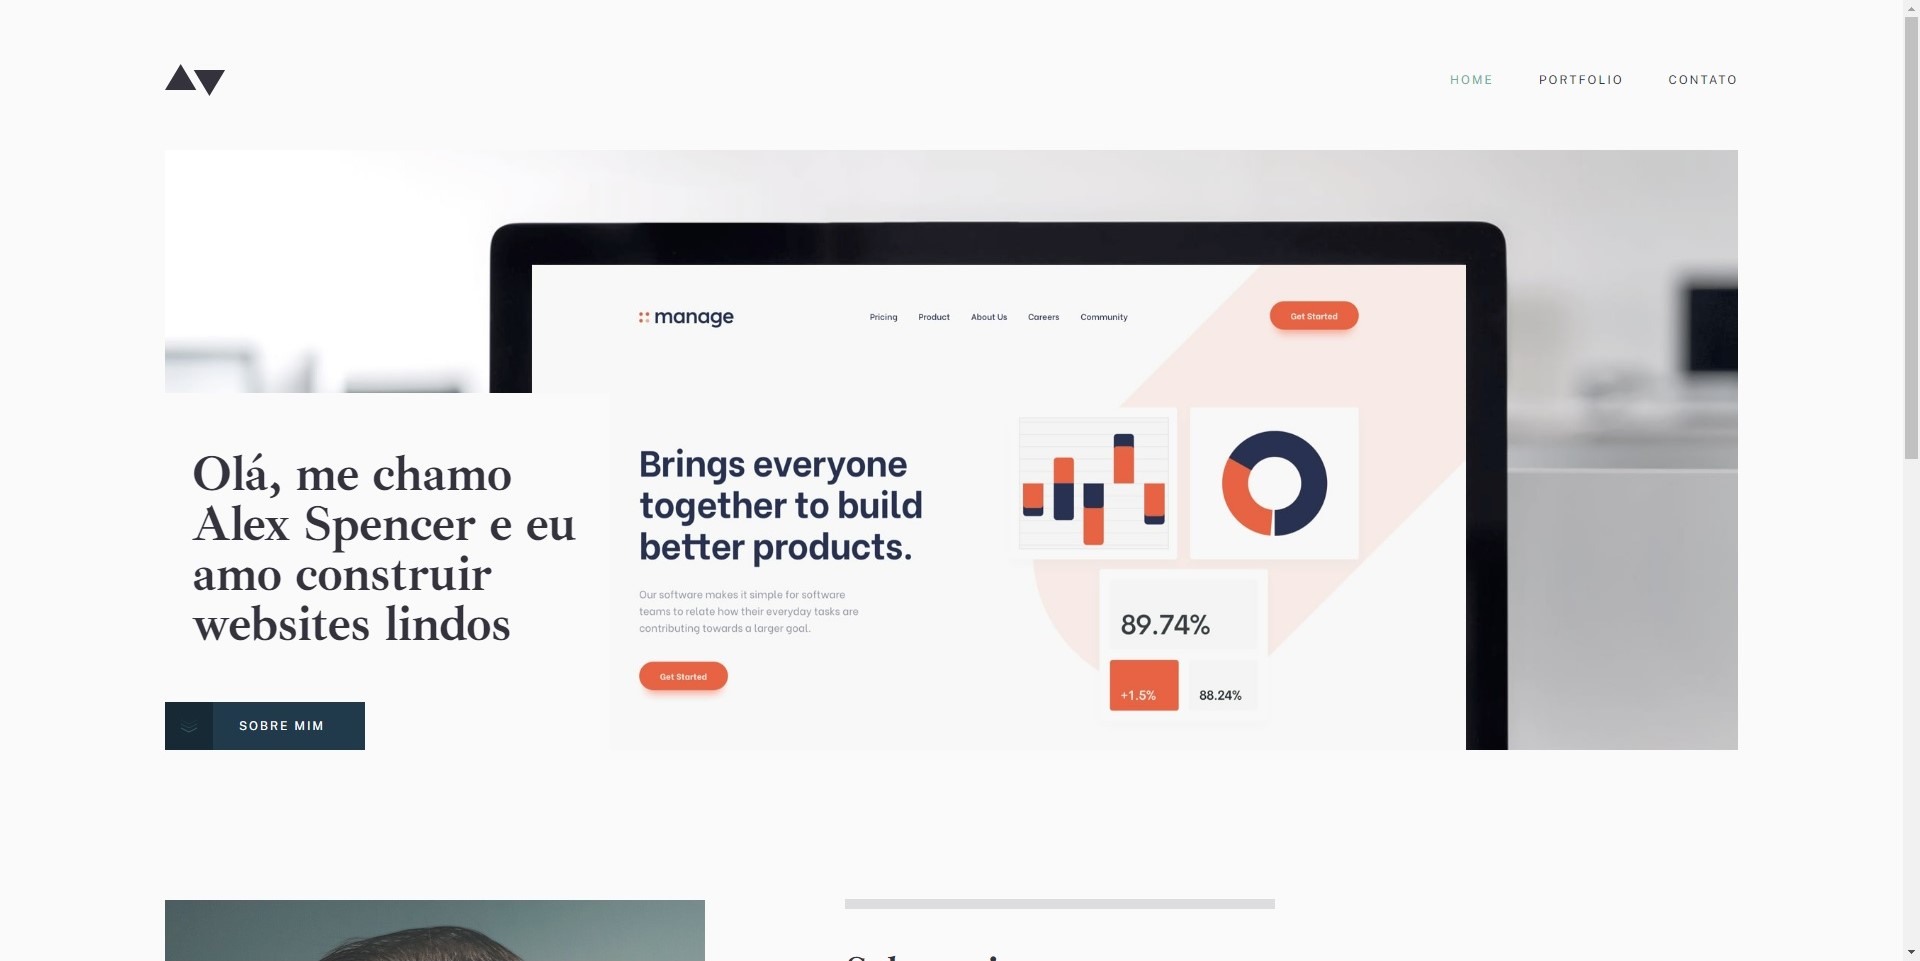 HOME PORTFOLIO CONTATO
manage Pricing Product About Us Careers Community Get Started
Olá, me chamo
Alex Spencer e eu
amo construir
websites lindos
SOBRE MIM
Brings everyone
together to build
better products.
Our software makes it simple for software
teams to relate how their everyday tasks are
contributing towards a larger goal.
Get Started
89.74%
+1.5% 88.24%